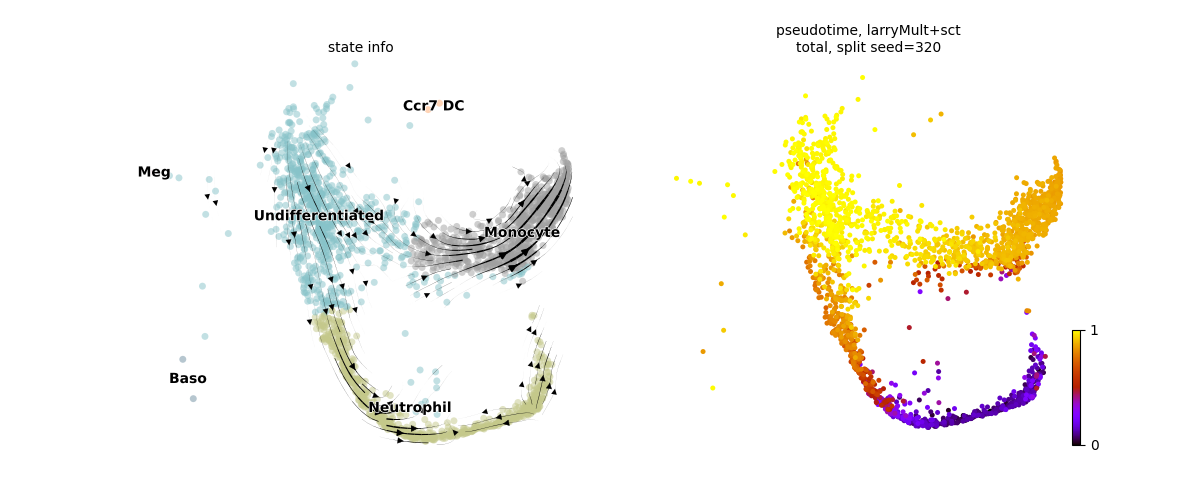 state info
Ccr7 DC
Meg
Undifferentiated
Monocyte
Baso
Neutrophil
pseudotime, larryMult+sct
total, split seed=320
1
0